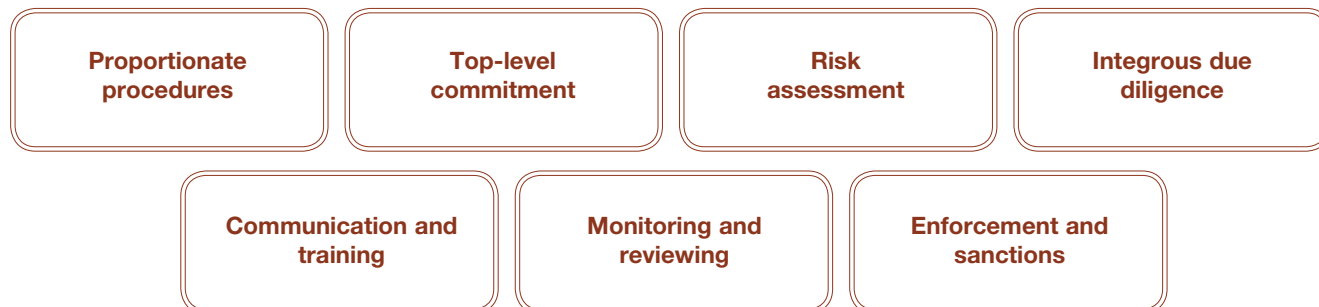 Proportionate
procedures
Top-level
commitment
Risk
assessment
Integrous due
diligence
Communication and
training
Monitoring and
reviewing
Enforcement and
sanctions